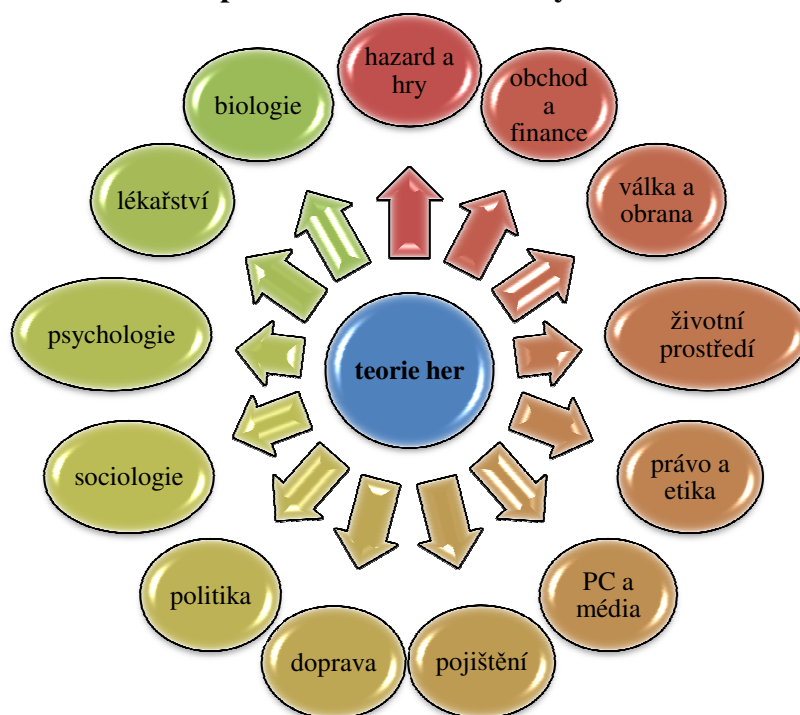 hazard a
hry
obchod
a
finance
válka a
obrana
životní
prostředí
právo a
etika
PC a
média
pojištění
doprava
politika
sociologie
psychologie
lékařství
biologie
teorie her